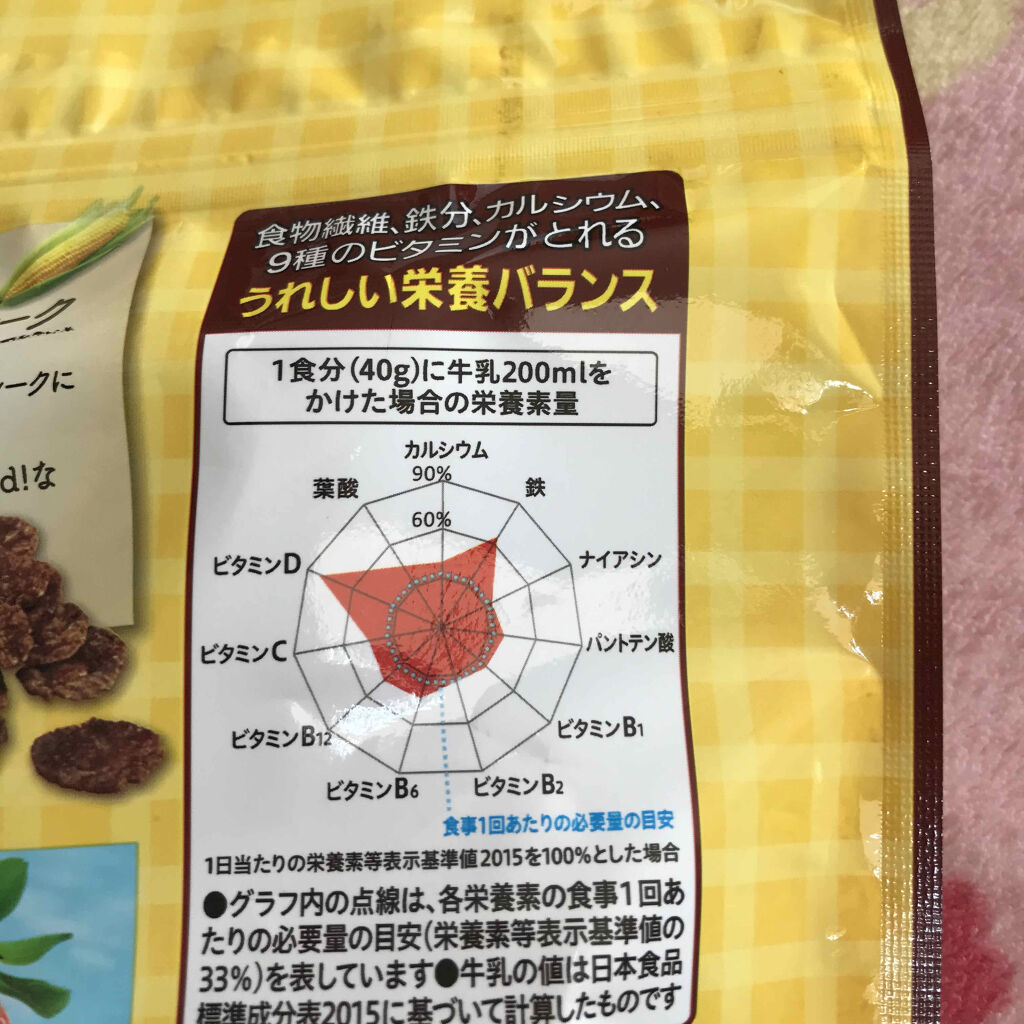 食物繊維、鉄分、カルシウム、
9種のビタミンがとれる
うれしい栄養バランス
1食分(40g)に牛乳200mlを
かけた場合の栄養素量
カルシウム
90%
葉酸
鉄
60%
ビタミンD
ナイアシン
ビタミンC
パントテン酸
ビタミンB12
ビタミンB1
ビタミンB6
ビタミンB2
食事1回あたりの必要量の目安
1日当たりの栄養素等表示基準値2015を100%とした場合
●グラフ内の点線は、各栄養素の食事1回あ
たりの必要量の目安(栄養素等表示基準値の
33%)を表しています●牛乳の値は日本食品
標準成分表2015に基づいて計算したものです
ーク
ークに
d!な